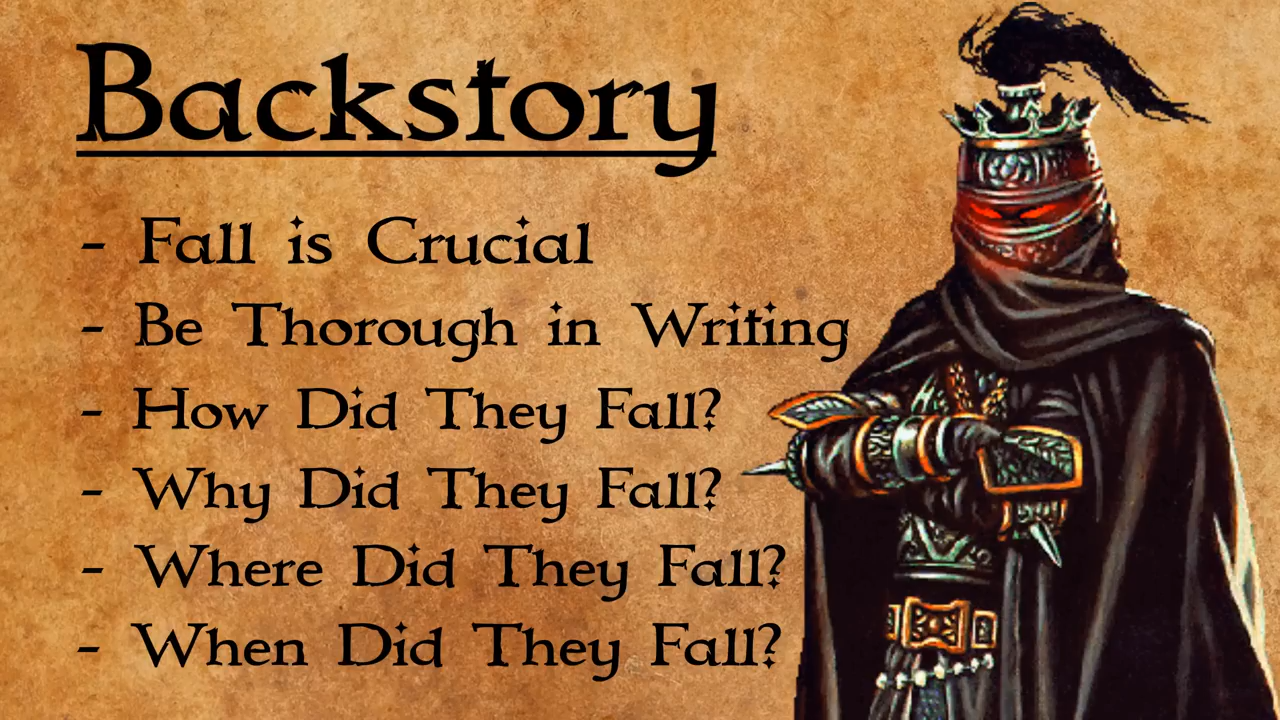 Backstory
- Fall is Crucial
- Be Thorough in Writing
- How Did They Fall?
- Why Did They Fall?
- Where Did They Fall?
- When Did They Fall?